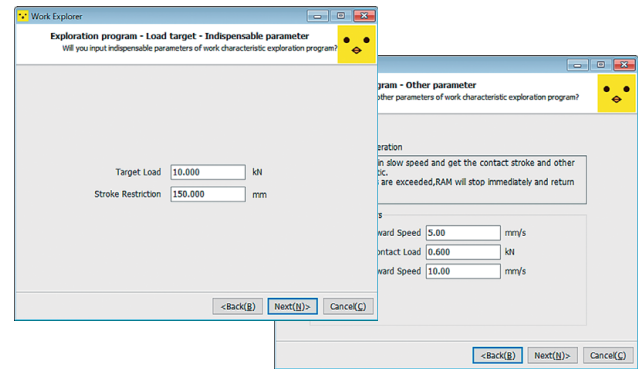 Work Explorer
Exploration program - Load target - Indispensable parameter
Will you input indispensable parameters of work characteristic exploration program?
Target Load 10.000 kN
Stroke Restriction 150.000 mm
<Back(B) Next(N)> Cancel(C)
gram - Other parameter
other parameters of work characteristic exploration program?
eration
in slow speed and get the contact stroke and other
tic.
s are exceeded,RAM will stop immediately and return
rs
ward Speed 5.00 mm/s
ontact Load 0.600 kN
ward Speed 10.00 mm/s
<Back(B) Next(N)> Cancel(C)